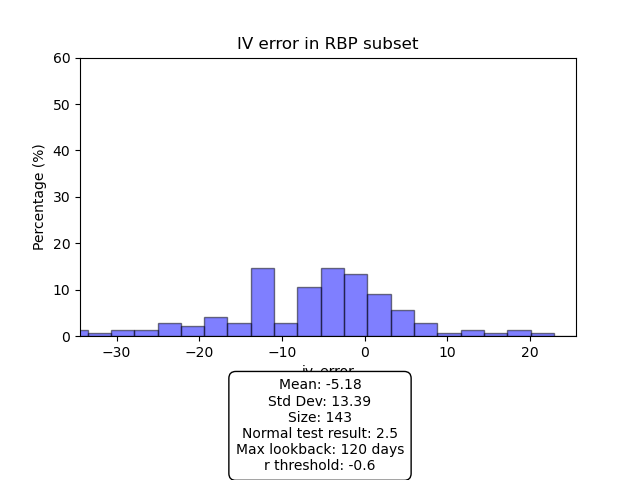 IV error in RBP subset
60
50
40
30
20
10
0
Percentage (%)
−30 −20 −10 0 10 20
iv_error
Mean: -5.18
Std Dev: 13.39
Size: 143
Normal test result: 2.5
Max lookback: 120 days
r threshold: -0.6